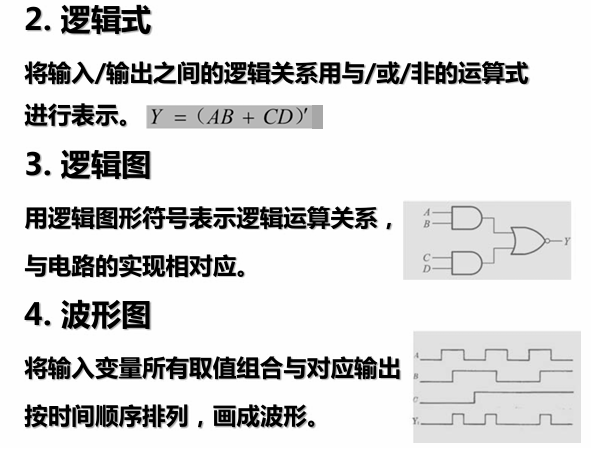 2. 逻辑式
将输入/输出之间的逻辑关系用与/或/非的运算式
进行表示。 Y =（AB + CD)′
3. 逻辑图
用逻辑图形符号表示逻辑运算关系，
与电路的实现相对应。
A
B
C
D
Y
4. 波形图
将输入变量所有取值组合与对应输出
按时间顺序排列，画成波形。
A
B
C